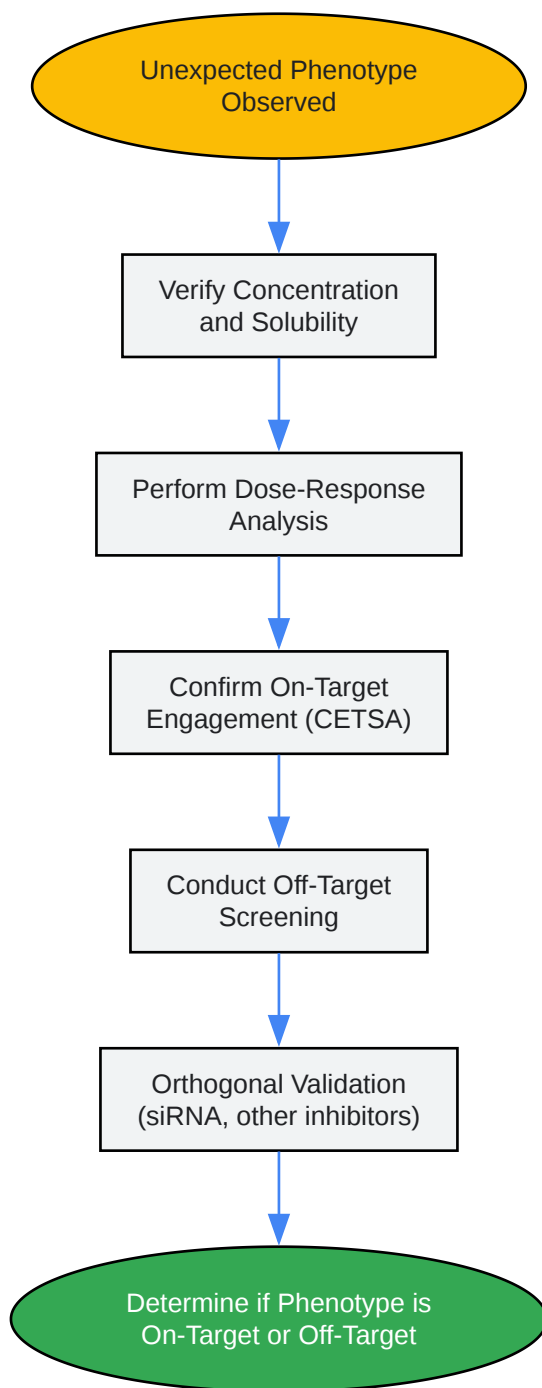 Unexpected Phenotype
Observed
Verify Concentration
and Solubility
Perform Dose-Response
Analysis
Confirm On-Target
Engagement (CETSA)
Conduct Off-Target
Screening
Orthogonal Validation
(siRNA, other inhibitors)
Determine if Phenotype is
On-Target or Off-Target